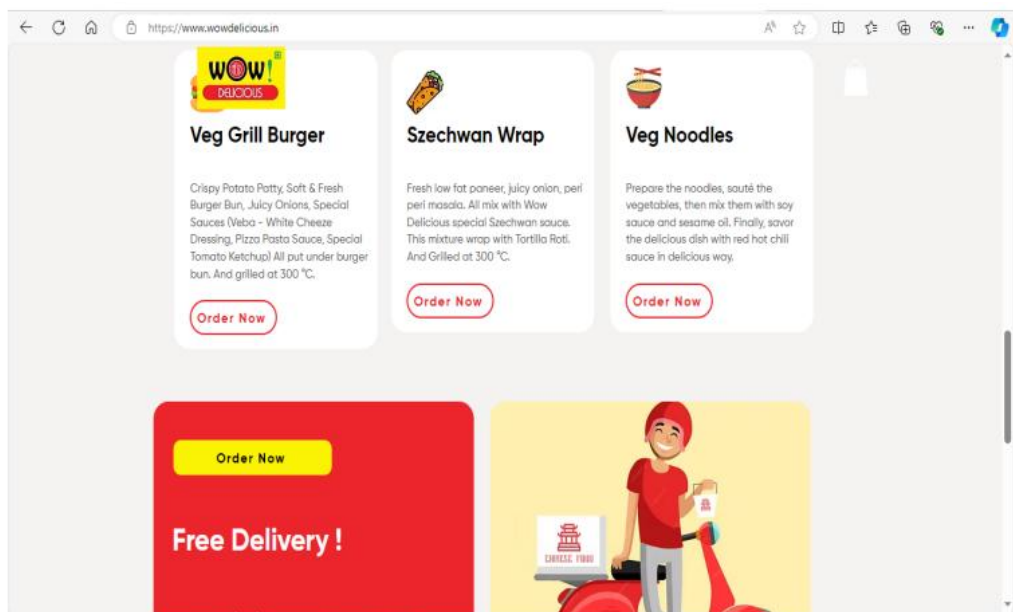 https://www.wowdelicious.in
WOW!
DELICIOUS
Veg Grill Burger
Crispy Potato Patty, Soft & Fresh
Burger Bun, Juicy Onions, Special
Sauces (Veba - White Cheeze
Dressing, Pizza Pasta Sauce, Special
Tomato Ketchup) All put under burger
bun. And grilled at 300 °C.
Order Now
Szechwan Wrap
Fresh low fat paneer, juicy onion, peri
peri masala. All mix with Wow
Delicious special Szechwan sauce.
This mixture wrap with Tortilla Roti.
And Grilled at 300 °C.
Order Now
Veg Noodles
Prepare the noodles, sauté the
vegetables, then mix them with soy
sauce and sesame oil. Finally, savor
the delicious dish with red hot chili
sauce in delicious way.
Order Now
Order Now
Free Delivery !
CHINESE FOOD